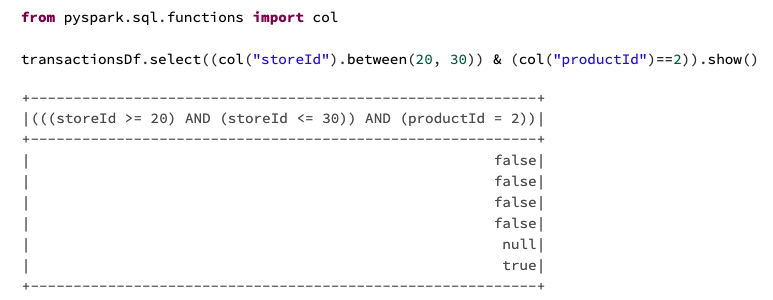 from pyspark.sql.functions import col
transactionsDf.select((col("storeId").between(20, 30)) & (col("productId")==2)).show()
+---------------------------------------------------------+
|(((storeId >= 20) AND (storeId <= 30)) AND (productId = 2))|
+---------------------------------------------------------+
| false|
| false|
| false|
| false|
| null|
| true|
+---------------------------------------------------------+